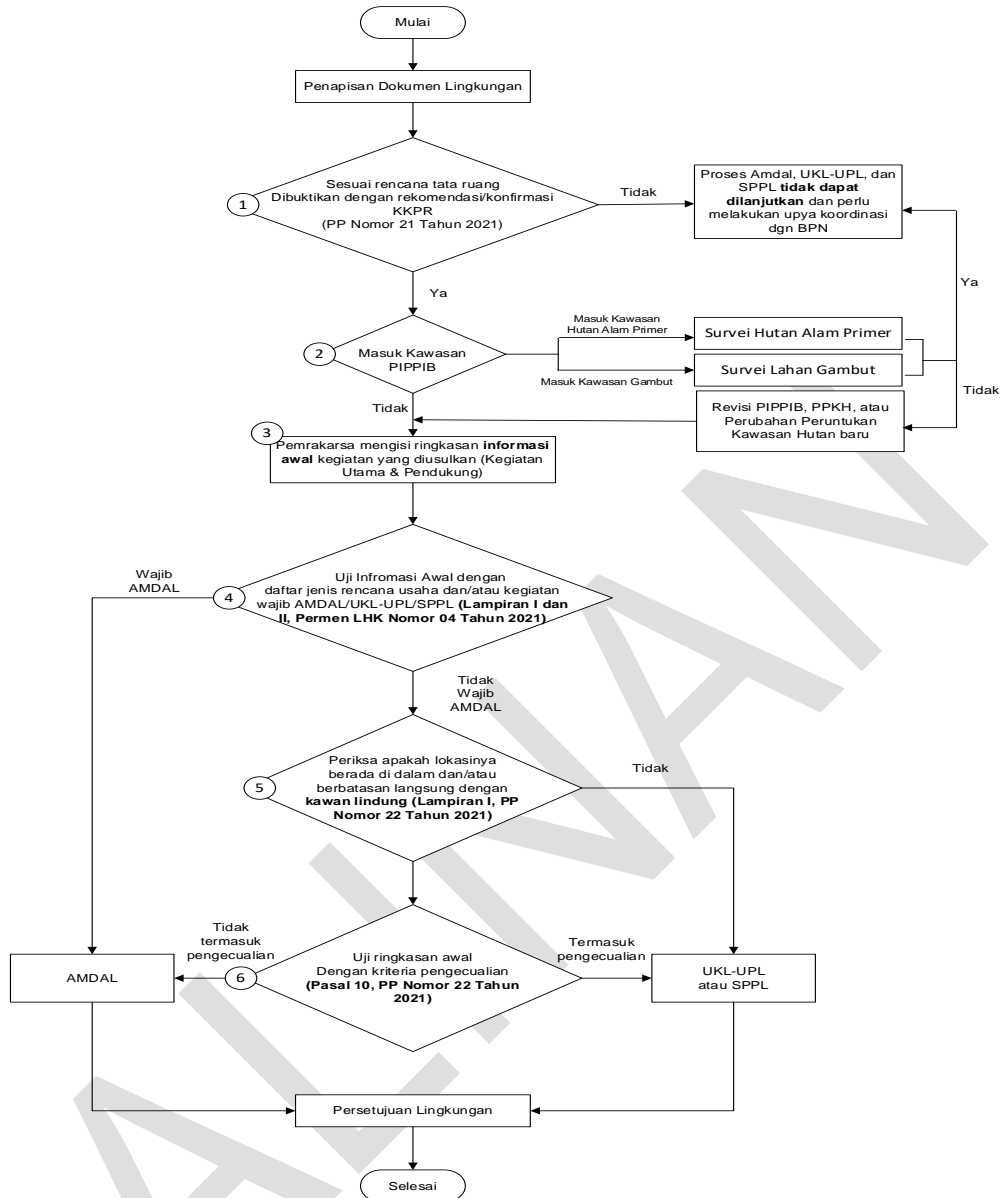 Mulai
Penapisan Dokumen Lingkungan
1
Sesuai rencana tata ruang
Dibuktikan dengan rekomendasi/konfirmasi
KKPR
(PP Nomor 21 Tahun 2021)
Tidak
Proses Amdal, UKL-UPL, dan
SPPL tidak dapat
dilanjutkan dan perlu
melakukan upya koordinasi
dgn BPN
Ya
Ya
2
Masuk Kawasan
PIPPIB
Masuk Kawasan
Hutan Alam Primer
Survei Hutan Alam Primer
Masuk Kawasan Gambut
Survei Lahan Gambut
Tidak
Tidak
Revisi PIPPIB, PPKH, atau
Perubahan Peruntukan
Kawasan Hutan baru
3
Pemrakarsa mengisi ringkasan informasi
awal kegiatan yang diusulkan (Kegiatan
Utama & Pendukung)
Wajib
AMDAL
4
Uji Infromasi Awal dengan
daftar jenis rencana usaha dan/atau kegiatan
wajib AMDAL/UKL-UPL/SPPL (Lampiran I dan
II, Permen LHK Nomor 04 Tahun 2021)
Tidak
Wajib
AMDAL
5
Periksa apakah lokasinya
berada di dalam dan/atau
berbatasan langsung dengan
kawan lindung (Lampiran I, PP
Nomor 22 Tahun 2021)
Tidak
AMDAL
Tidak
termasuk
pengecualian
6
Uji ringkasan awal
Dengan kriteria pengecualian
(Pasal 10, PP Nomor 22 Tahun
2021)
Termasuk
pengecualian
UKL-UPL
atau SPPL
Persetujuan Lingkungan
Selesai
ALINAN